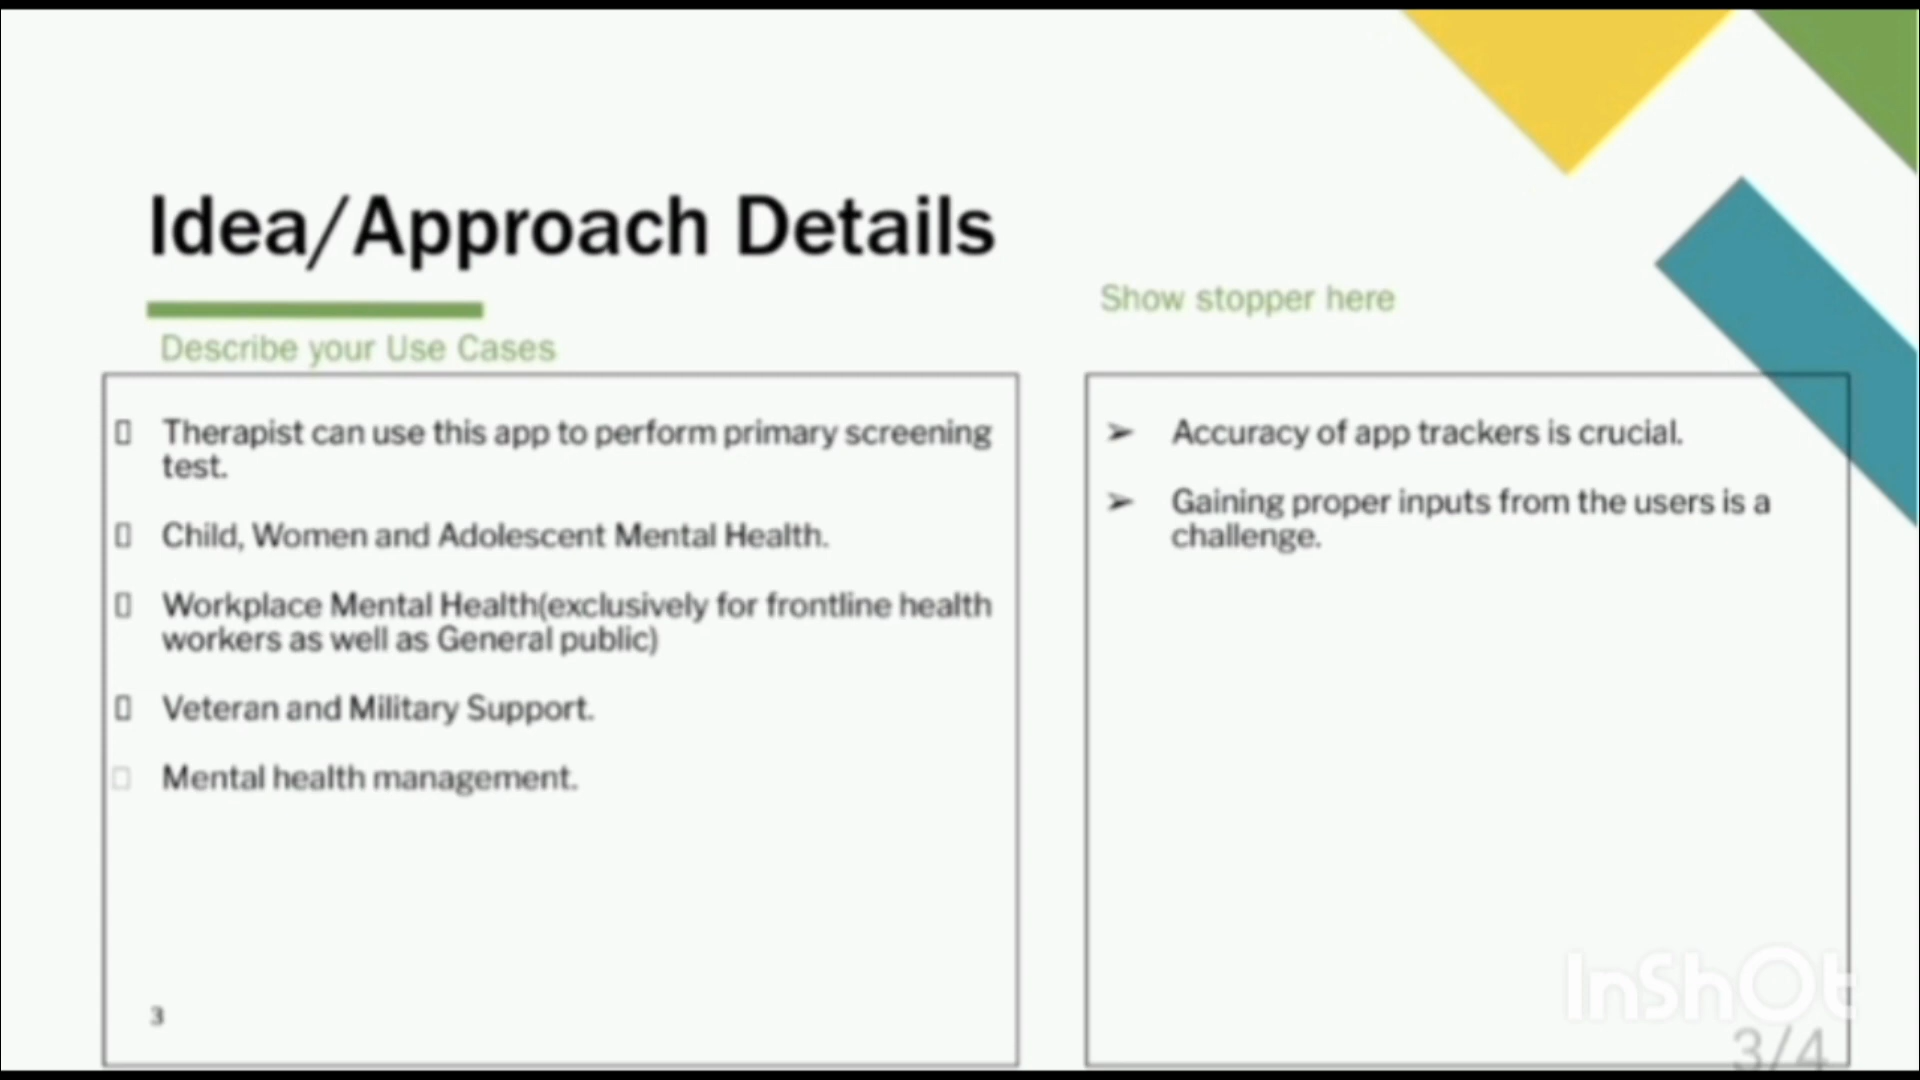 Idea/Approach Details
Describe your Use Cases
Therapist can use this app to perform primary screening
test.
Child, Women and Adolescent Mental Health.
Workplace Mental Health(exclusively for frontline health
workers as well as General public)
Veteran and Military Support.
Mental health management.
3
Show stopper here
➢ Accuracy of app trackers is crucial.
➢ Gaining proper inputs from the users is a
challenge.
InShOt
3/4